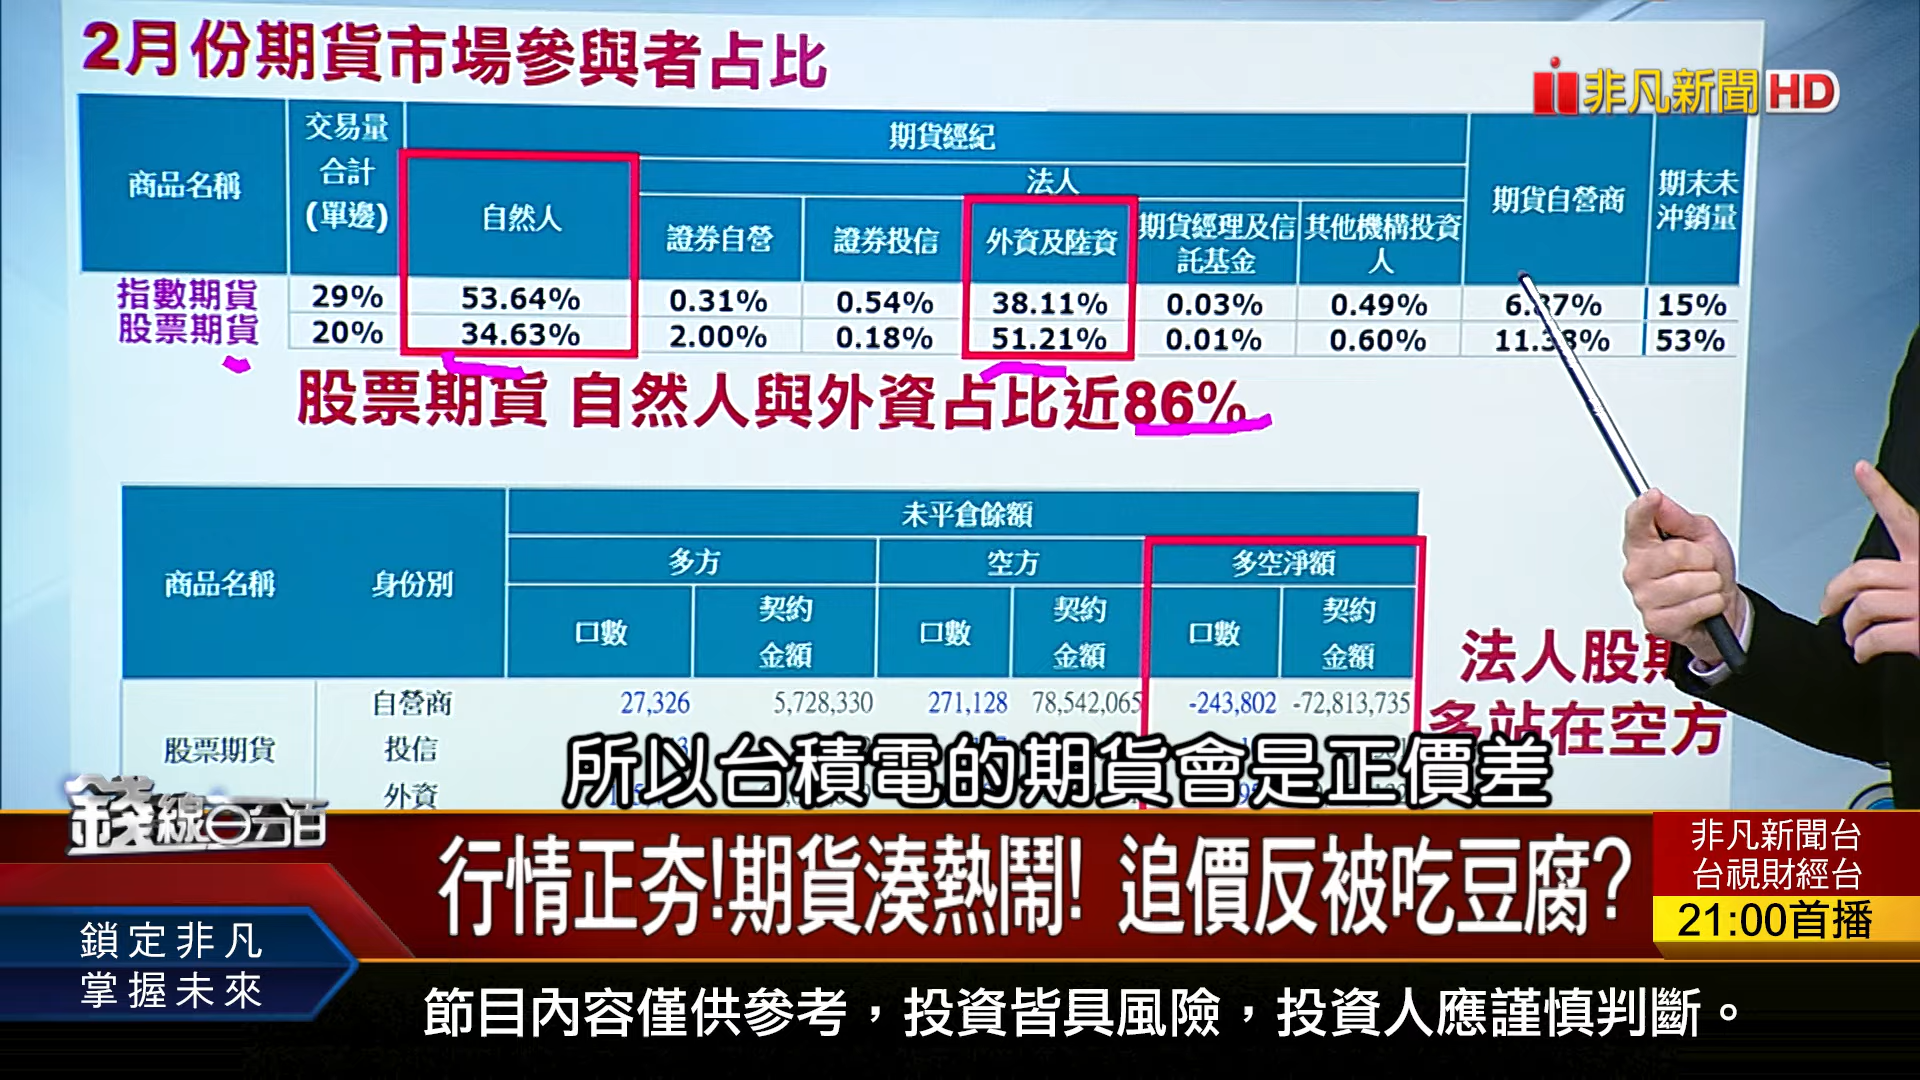 2月份期貨市場參與者占比
非凡新聞HD
商品名稱
交易量
合計
(單邊)
期貨經紀
自然人
法人
證券自營
證券投信
外資及陸資
期貨經理及信
託基金
其他機構投資
人
期貨自營商
期末未
沖銷量
指數期貨 29% 53.64% 0.31% 0.54% 38.11% 0.03% 0.49% 15%
股票期貨 20% 34.63% 2.00% 0.18% 51.21% 0.01% 0.60% 53%
股票期貨 自然人與外資占比近86%
商品名稱
身份別
未平倉餘額
多方
空方
多空淨額
口數
契約
金額
口數
契約
金額
口數
契約
金額
自營商 27,326 5,728,330 271,128 78,542,065 -243,802 -72,813,735
股票期貨 投信
外資
法人股
多站在空方
所以台積電的期貨會是正價差
錢線百分百
行情正夯!期貨湊熱鬧! 追價反被吃豆腐?
非凡新聞台
台視財經台
21:00首播
鎖定非凡
掌握未來
節目內容僅供參考，投資皆具風險，投資人應謹慎判斷。